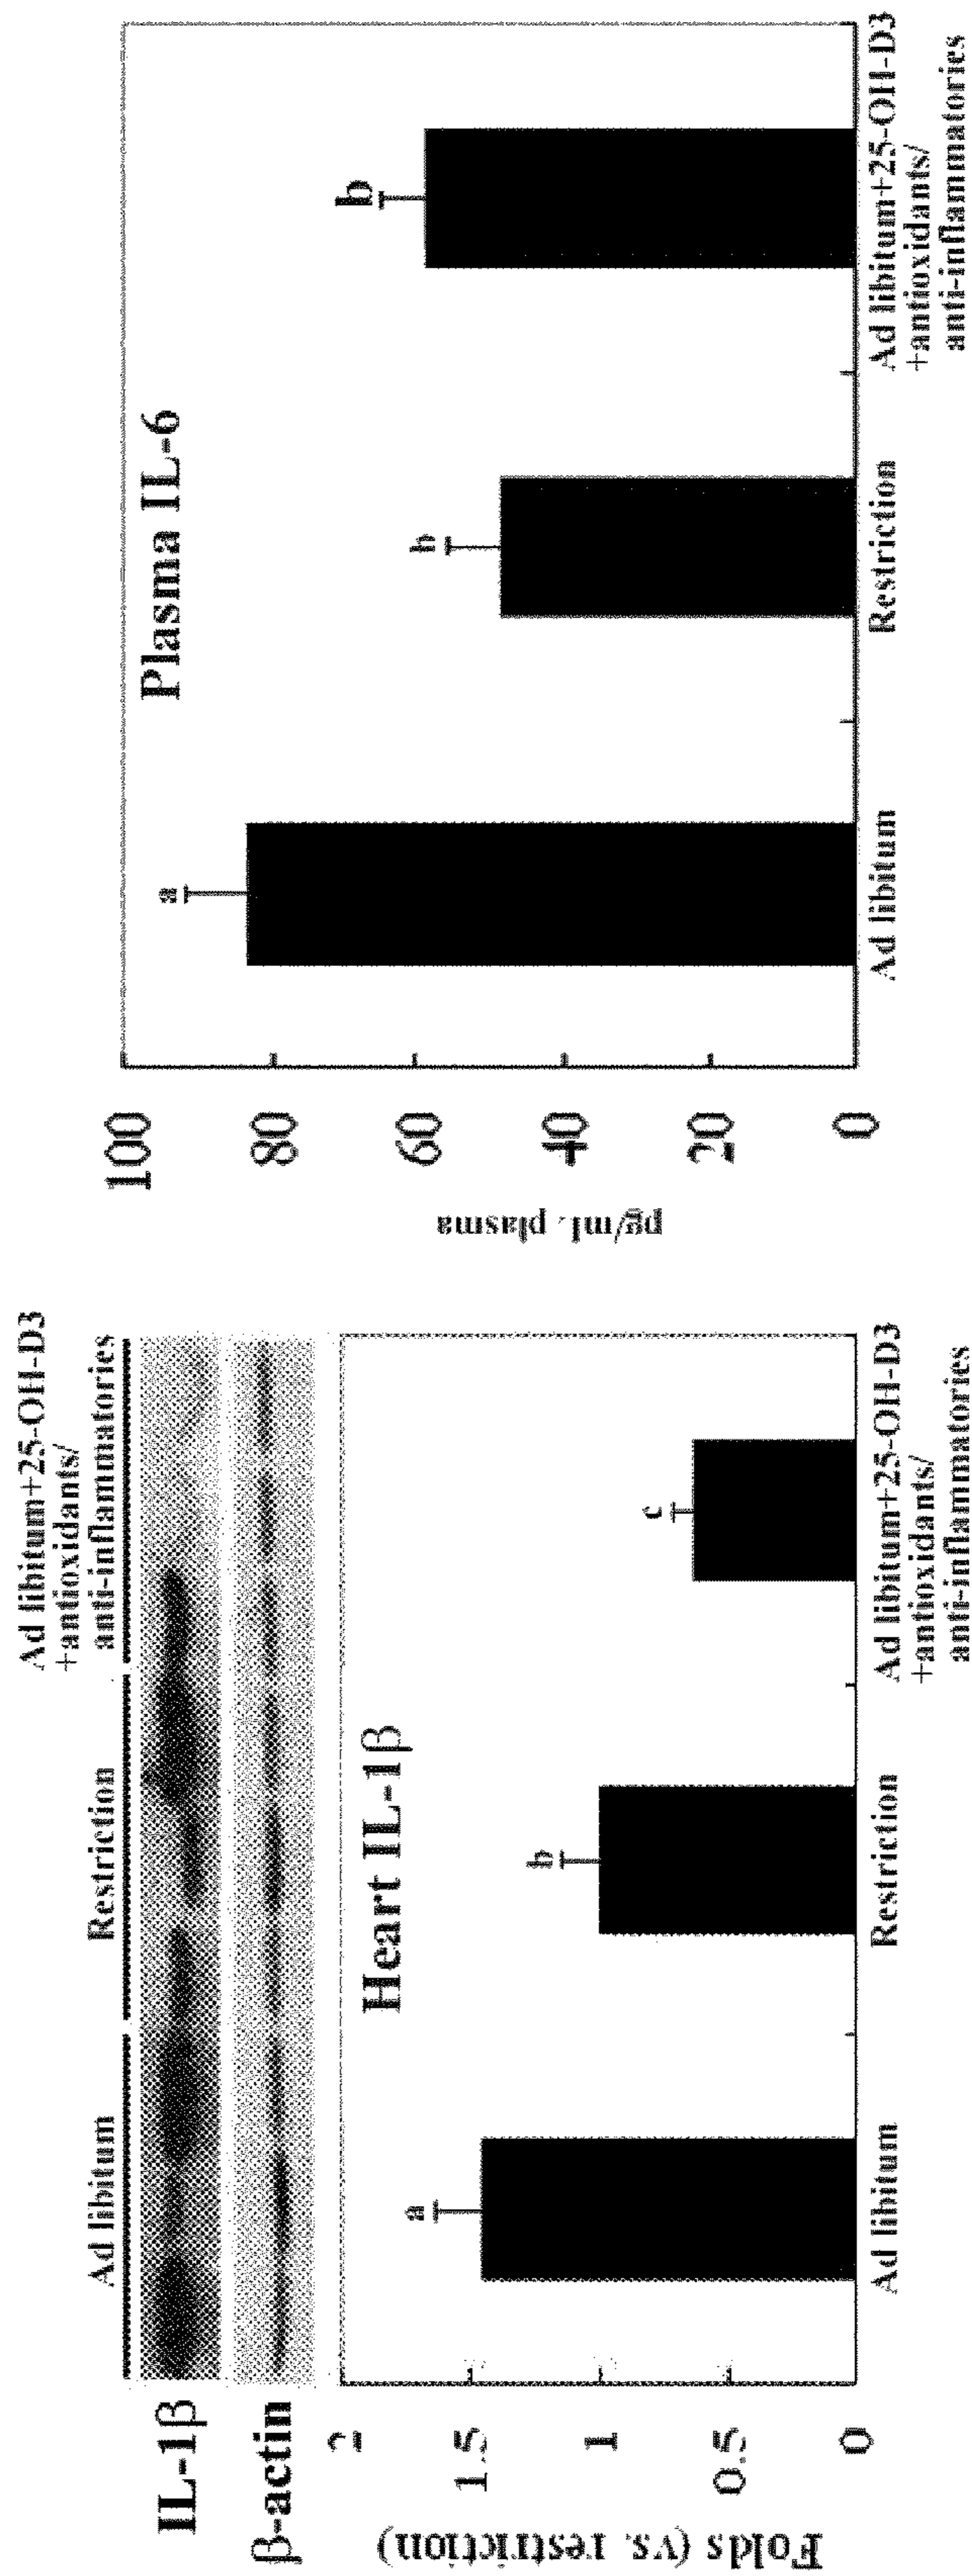 Ad libitum
Restriction
Ad libitum+25-OH-D3
+antioxidants/
anti-inflammatories
IL-1β
β-actin
Heart IL-1β
Folds (vs. restriction)
2
1.5
1
0.5
0
a
b
c
Ad libitum
Restriction
Ad libitum+25-OH-D3
+antioxidants/
anti-inflammatories
Plasma IL-6
pg/mL plasma
100
80
60
40
20
0
a
b
b
Ad libitum
Restriction
Ad libitum+25-OH-D3
+antioxidants/
anti-inflammatories